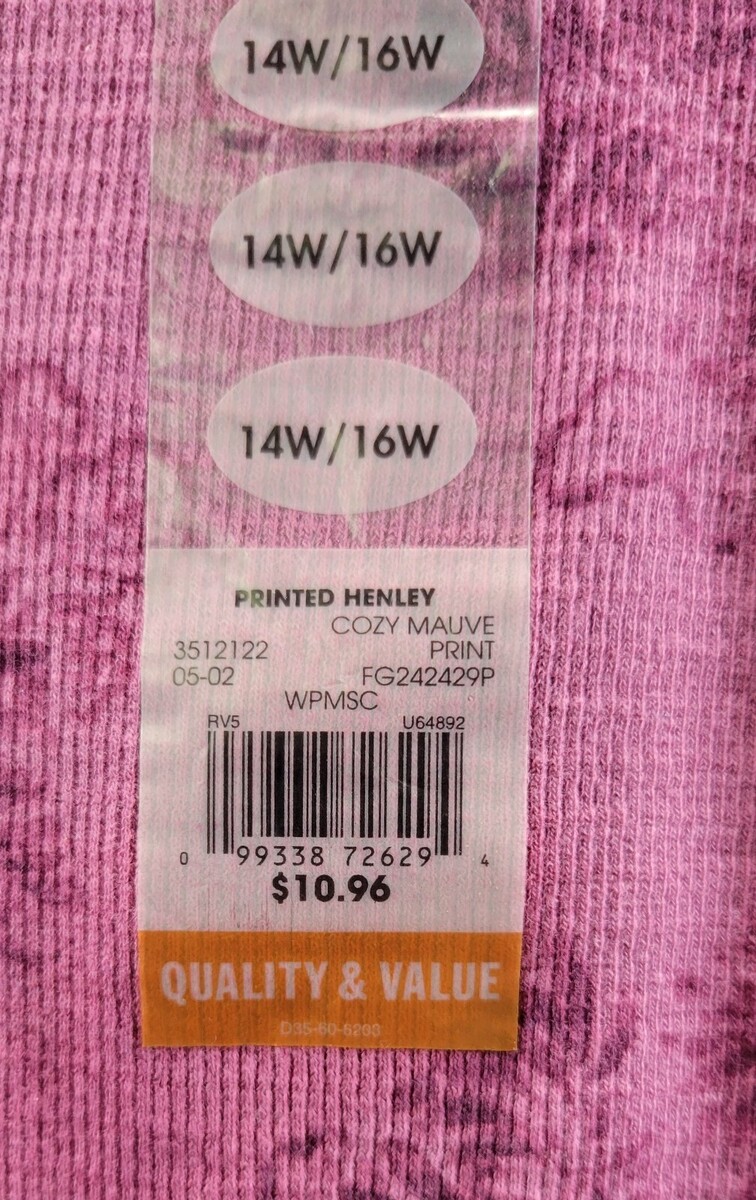 14W/16W
14W/16W
14W/16W
PRINTED HENLEY
COZY MAUVE
3512122 PRINT
05-02 FG242429P
WPMSC
RV5 U64892
0 99338 72629 4
$10.96
QUALITY & VALUE